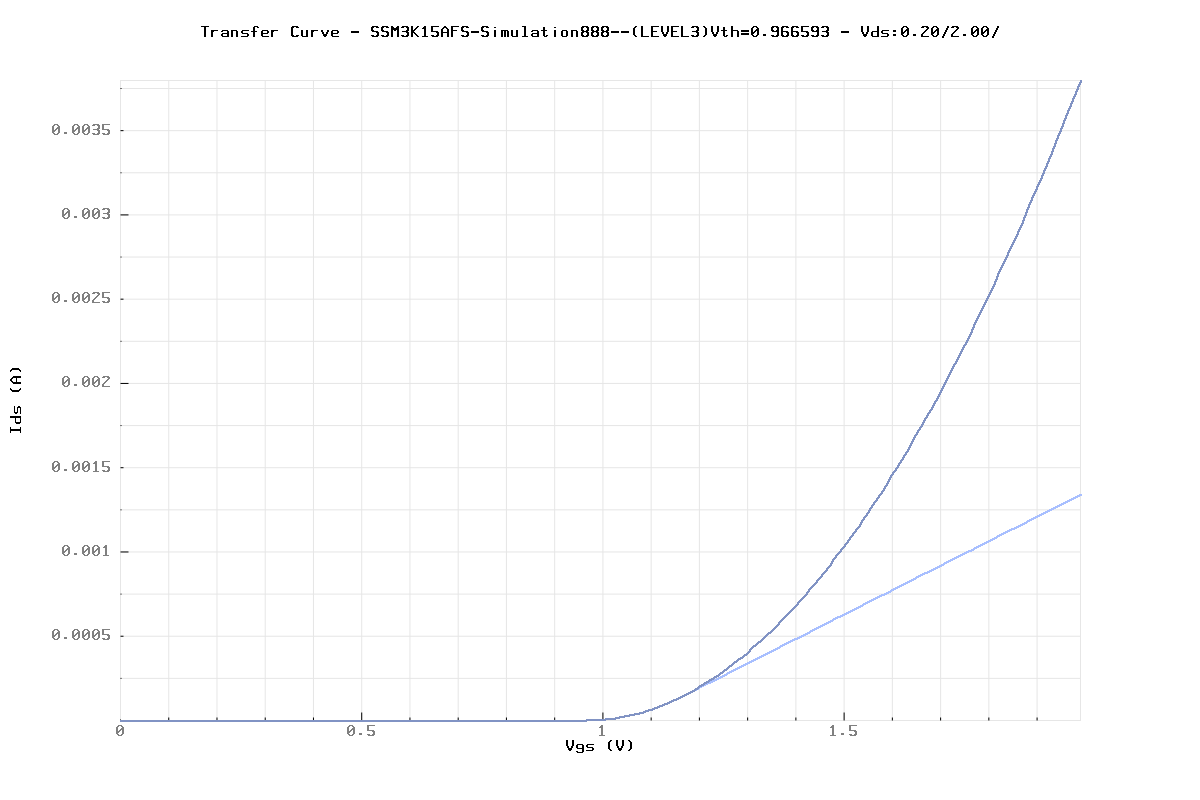 Transfer Curve - SSM3K15AFS-Simulation888--(LEVEL3)Vth=0.966593 - Vds:0.20/2.00/
0.0035
0.003
0.0025
0.002
0.0015
0.001
0.0005
Ids (A)
0 0.5 1 1.5
Vgs (V)